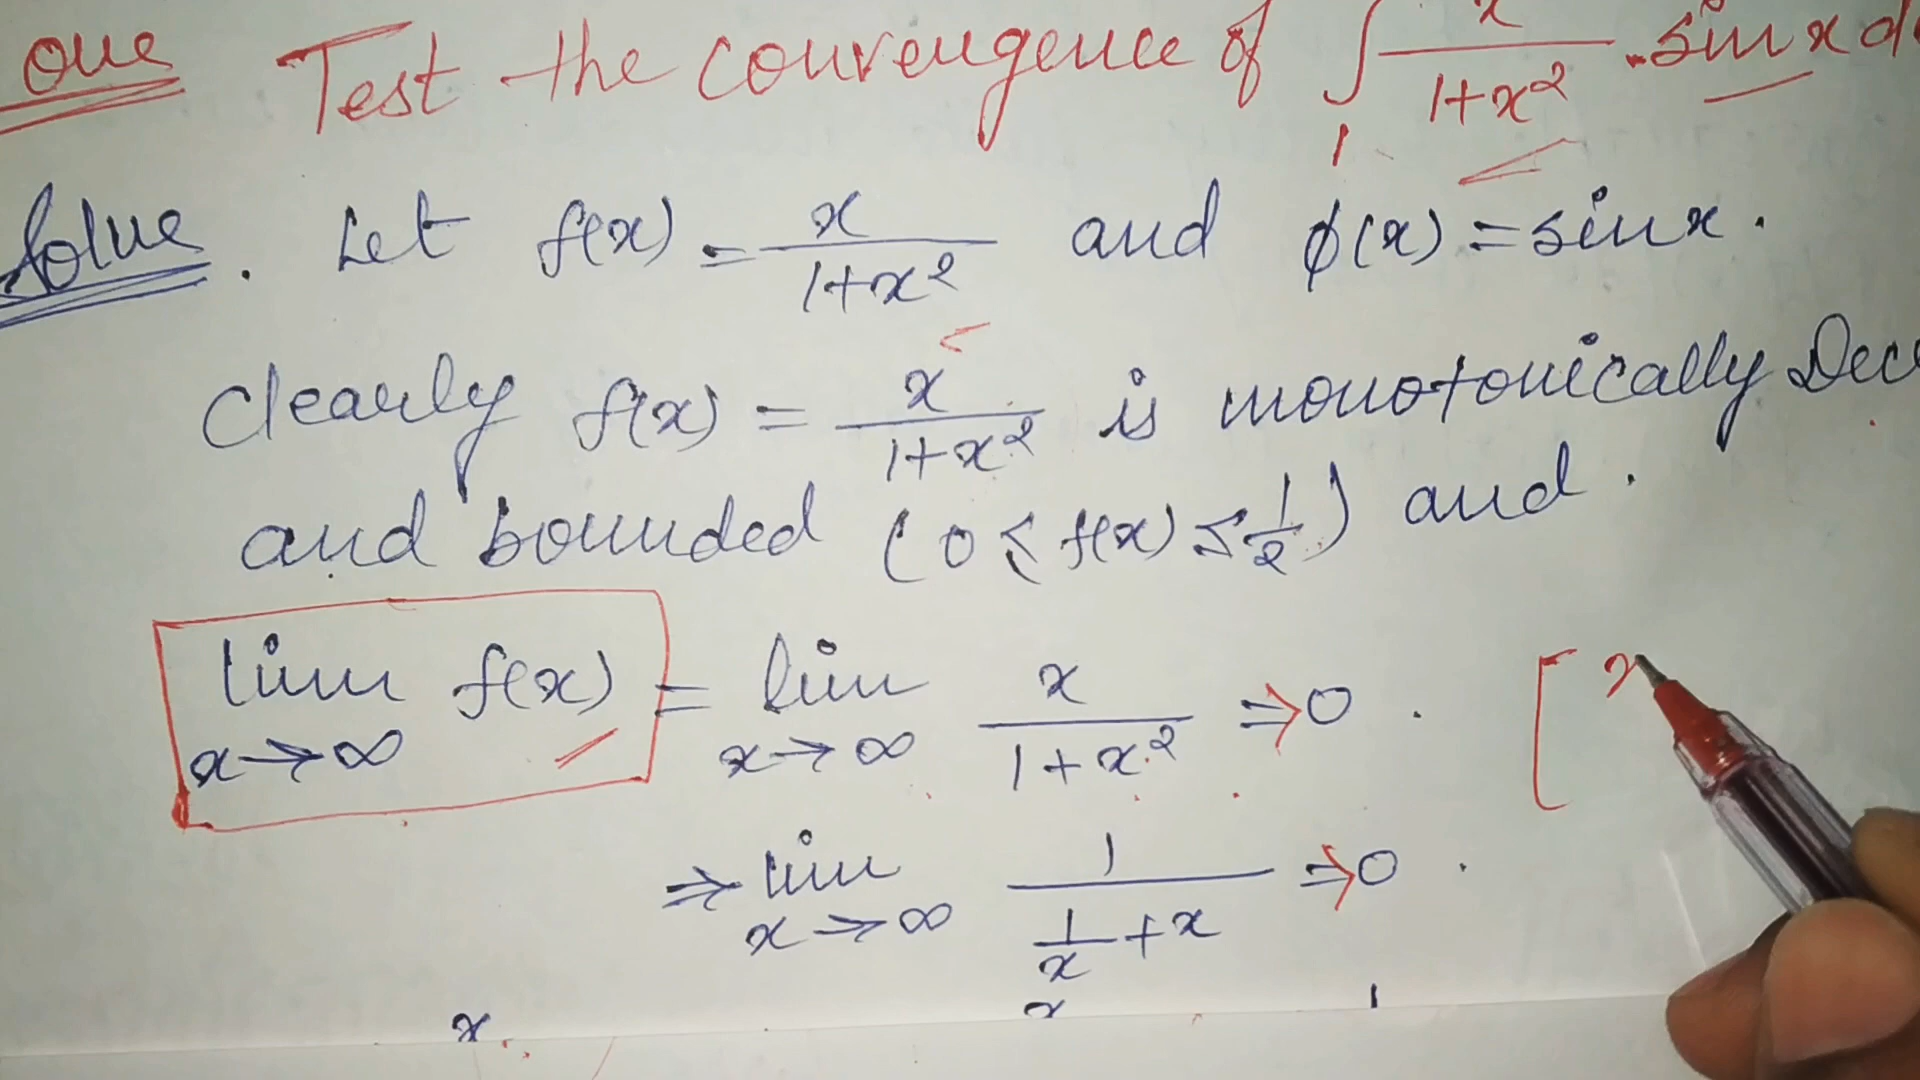 Que Test the convergence of ∫₁ x/(1+x²) . sin x d
Solve. Let f(x) = x/(1+x²) and ϕ(x) = sin x .
Clearly f(x) = x/(1+x²) is monotonically Dec
and bounded (0 ≤ f(x) ≤ 1/2) and .
lim x→∞ f(x) = lim x→∞ x/(1+x²) ⇒ 0 . [ x
⇒ lim x→∞ 1/(1/x + x) ⇒ 0 .